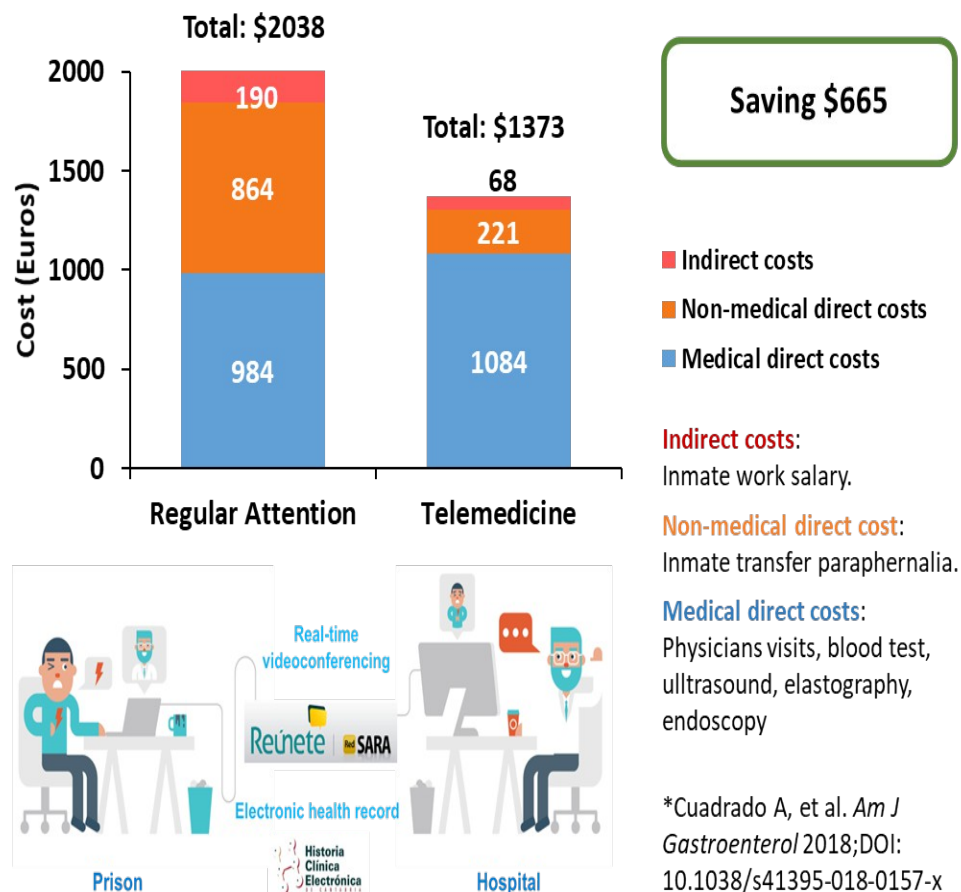 Total: $2038
Total: $1373
Saving $665
Cost (Euros)
2000
1500
1000
500
0
190
864
984
68
221
1084
Regular Attention
Telemedicine
Indirect costs
Non-medical direct costs
Medical direct costs
Indirect costs:
Inmate work salary.
Non-medical direct cost:
Inmate transfer paraphernalia.
Medical direct costs:
Physicians visits, blood test,
ulltrasound, elastography,
endoscopy
*Cuadrado A, et al. Am J
Gastroenterol 2018;DOI:
10.1038/s41395-018-0157-x
Real-time
videoconferencing
Reúnete
Red SARA
Electronic health record
Historia
Clínica
Electrónica
Prison
Hospital